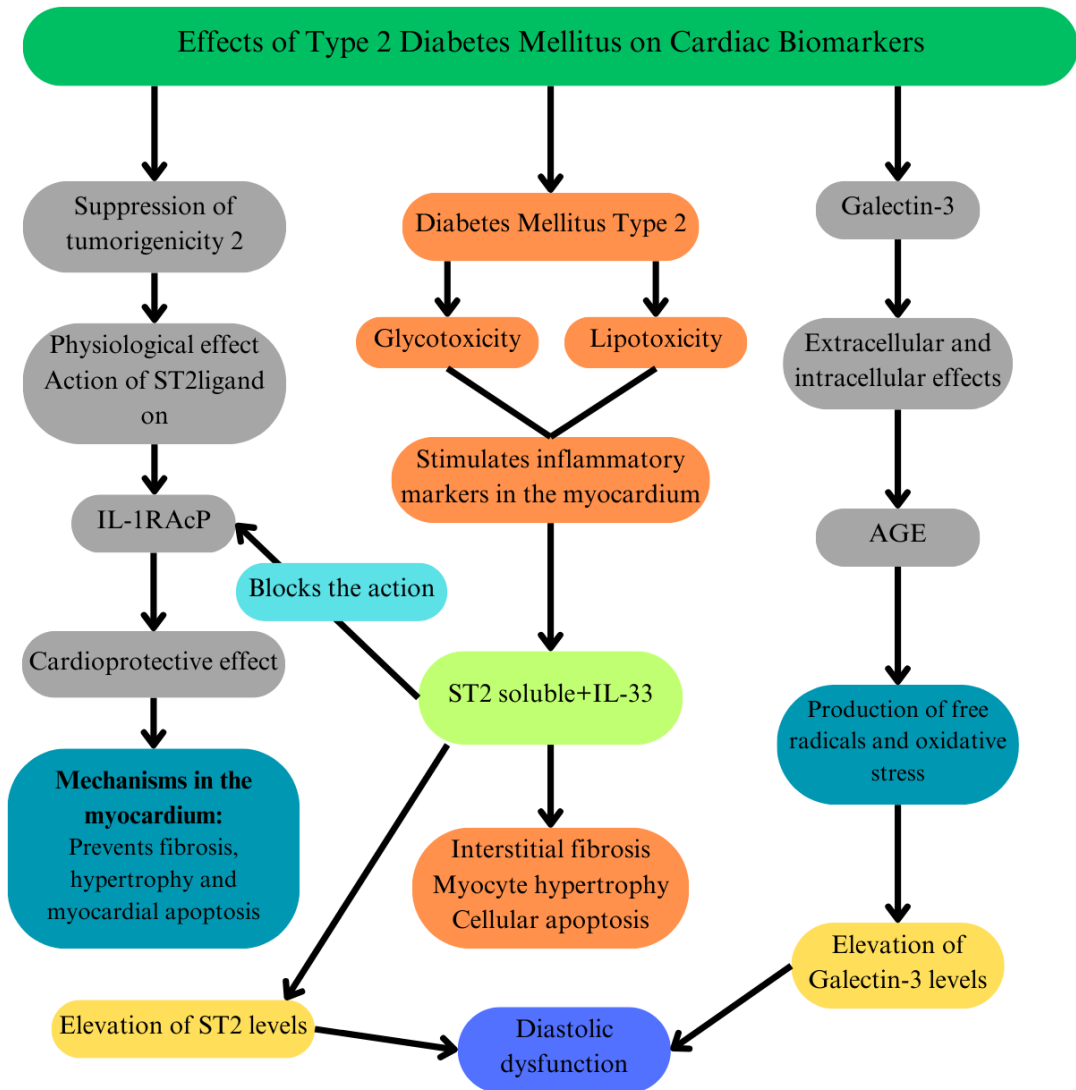 Effects of Type 2 Diabetes Mellitus on Cardiac Biomarkers
Suppression of
tumorigenicity 2
Physiological effect
Action of ST2ligand
on
IL-1RAcP
Cardioprotective effect
Mechanisms in the
myocardium:
Prevents fibrosis,
hypertrophy and
myocardial apoptosis
Diabetes Mellitus Type 2
Glycotoxicity
Lipotoxicity
Stimulates inflammatory
markers in the myocardium
Blocks the action
ST2 soluble+IL-33
Interstitial fibrosis
Myocyte hypertrophy
Cellular apoptosis
Galectin-3
Extracellular and
intracellular effects
AGE
Production of free
radicals and oxidative
stress
Elevation of
Galectin-3 levels
Elevation of ST2 levels
Diastolic
dysfunction